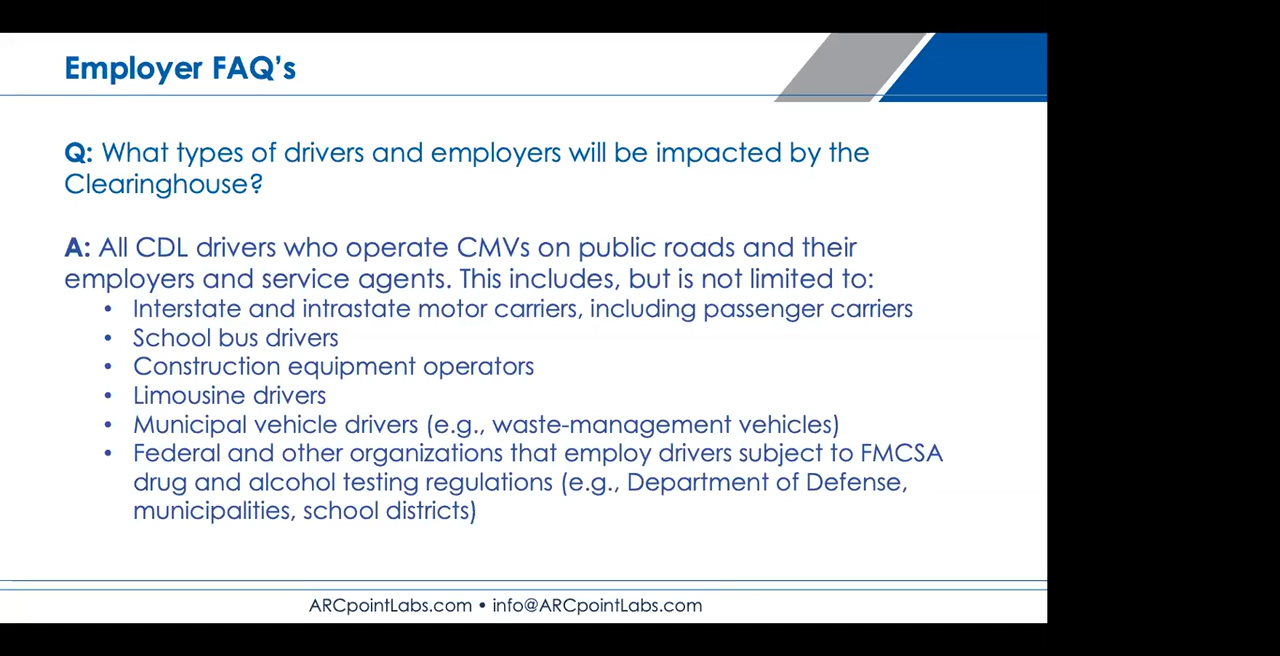 Employer FAQ’s
Q: What types of drivers and employers will be impacted by the
Clearinghouse?
A: All CDL drivers who operate CMVs on public roads and their
employers and service agents. This includes, but is not limited to:
• Interstate and intrastate motor carriers, including passenger carriers
• School bus drivers
• Construction equipment operators
• Limousine drivers
• Municipal vehicle drivers (e.g., waste-management vehicles)
• Federal and other organizations that employ drivers subject to FMCSA
drug and alcohol testing regulations (e.g., Department of Defense,
municipalities, school districts)
ARCpointLabs.com • info@ARCpointLabs.com